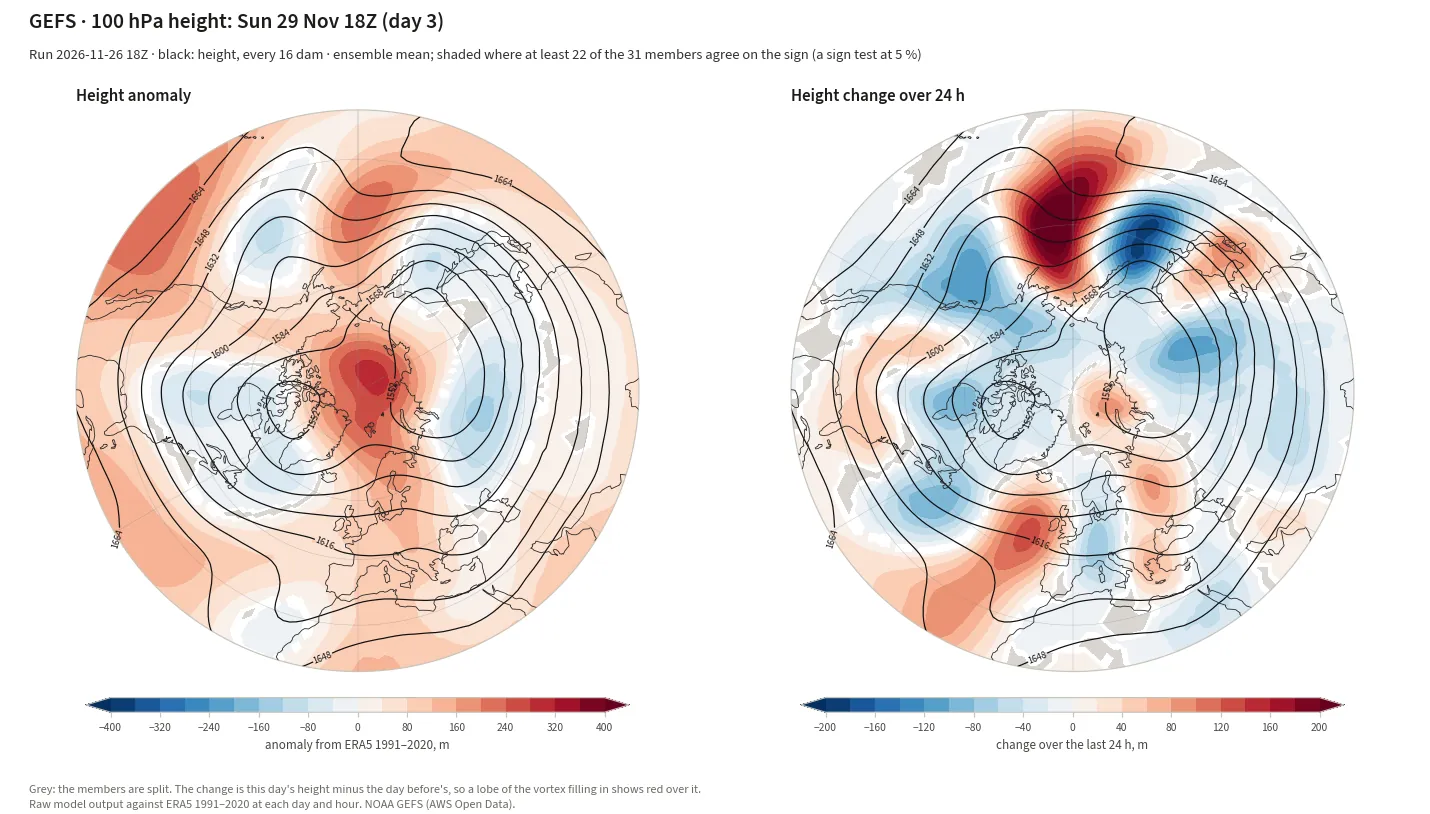 GEFS · 100 hPa height: Sun 29 Nov 18Z (day 3)
Run 2026-11-26 18Z · black: height, every 16 dam · ensemble mean; shaded where at least 22 of the 31 members agree on the sign (a sign test at 5 %)
Height anomaly
1664
1664
1648
1632
1568
1584
1600
1552
1616
1664
1648
−400 −320 −240 −160 −80 0 80 160 240 320 400
anomaly from ERA5 1991–2020, m
Height change over 24 h
1664
1664
1648
1632
1568
1584
1600
1552
1616
1664
1648
−200 −160 −120 −80 −40 0 40 80 120 160 200
change over the last 24 h, m
Grey: the members are split. The change is this day's height minus the day before's, so a lobe of the vortex filling in shows red over it.
Raw model output against ERA5 1991–2020 at each day and hour. NOAA GEFS (AWS Open Data).